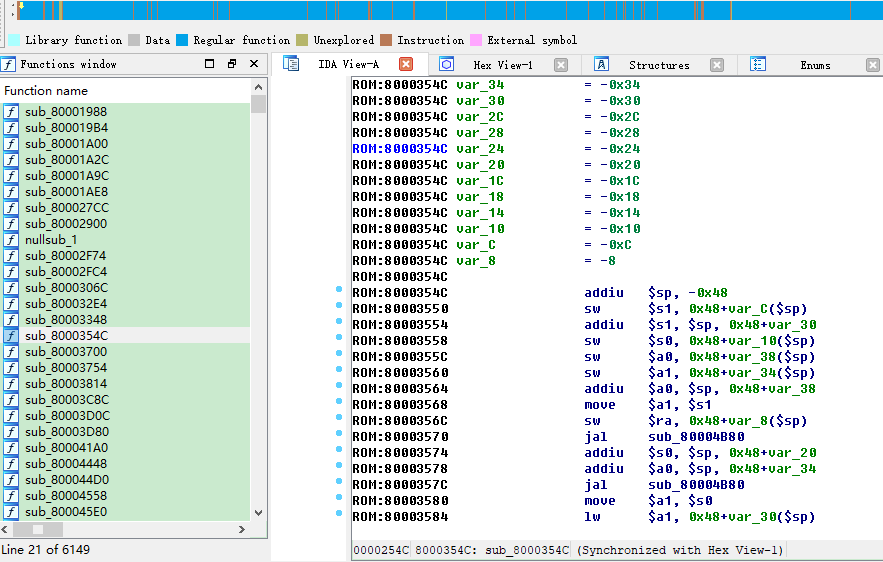 Library function Data Regular function Unexplored Instruction External symbol
Functions window
IDA View-A Hex View-1 Structures Enums
Function name
sub_80001988
sub_800019B4
sub_80001A00
sub_80001A2C
sub_80001A9C
sub_80001AE8
sub_800027CC
sub_80002900
nullsub_1
sub_80002F74
sub_80002FC4
sub_8000306C
sub_800032E4
sub_80003348
sub_8000354C
sub_80003700
sub_80003754
sub_80003814
sub_80003C8C
sub_80003D0C
sub_80003D80
sub_800041A0
sub_80004448
sub_800044D0
sub_80004558
sub_800045E0
Line 21 of 6149
ROM:8000354C var_34 = -0x34
ROM:8000354C var_30 = -0x30
ROM:8000354C var_2C = -0x2C
ROM:8000354C var_28 = -0x28
ROM:8000354C var_24 = -0x24
ROM:8000354C var_20 = -0x20
ROM:8000354C var_1C = -0x1C
ROM:8000354C var_18 = -0x18
ROM:8000354C var_14 = -0x14
ROM:8000354C var_10 = -0x10
ROM:8000354C var_C = -0xC
ROM:8000354C var_8 = -8
ROM:8000354C
ROM:8000354C addiu $sp, -0x48
ROM:80003550 sw $s1, 0x48+var_C($sp)
ROM:80003554 addiu $s1, $sp, 0x48+var_30
ROM:80003558 sw $s0, 0x48+var_10($sp)
ROM:8000355C sw $a0, 0x48+var_38($sp)
ROM:80003560 sw $a1, 0x48+var_34($sp)
ROM:80003564 addiu $a0, $sp, 0x48+var_38
ROM:80003568 move $a1, $s1
ROM:8000356C sw $ra, 0x48+var_8($sp)
ROM:80003570 jal sub_80004B80
ROM:80003574 addiu $s0, $sp, 0x48+var_20
ROM:80003578 addiu $a0, $sp, 0x48+var_34
ROM:8000357C jal sub_80004B80
ROM:80003580 move $a1, $s0
ROM:80003584 lw $a1, 0x48+var_30($sp)
0000254C 8000354C: sub_8000354C (Synchronized with Hex View-1)